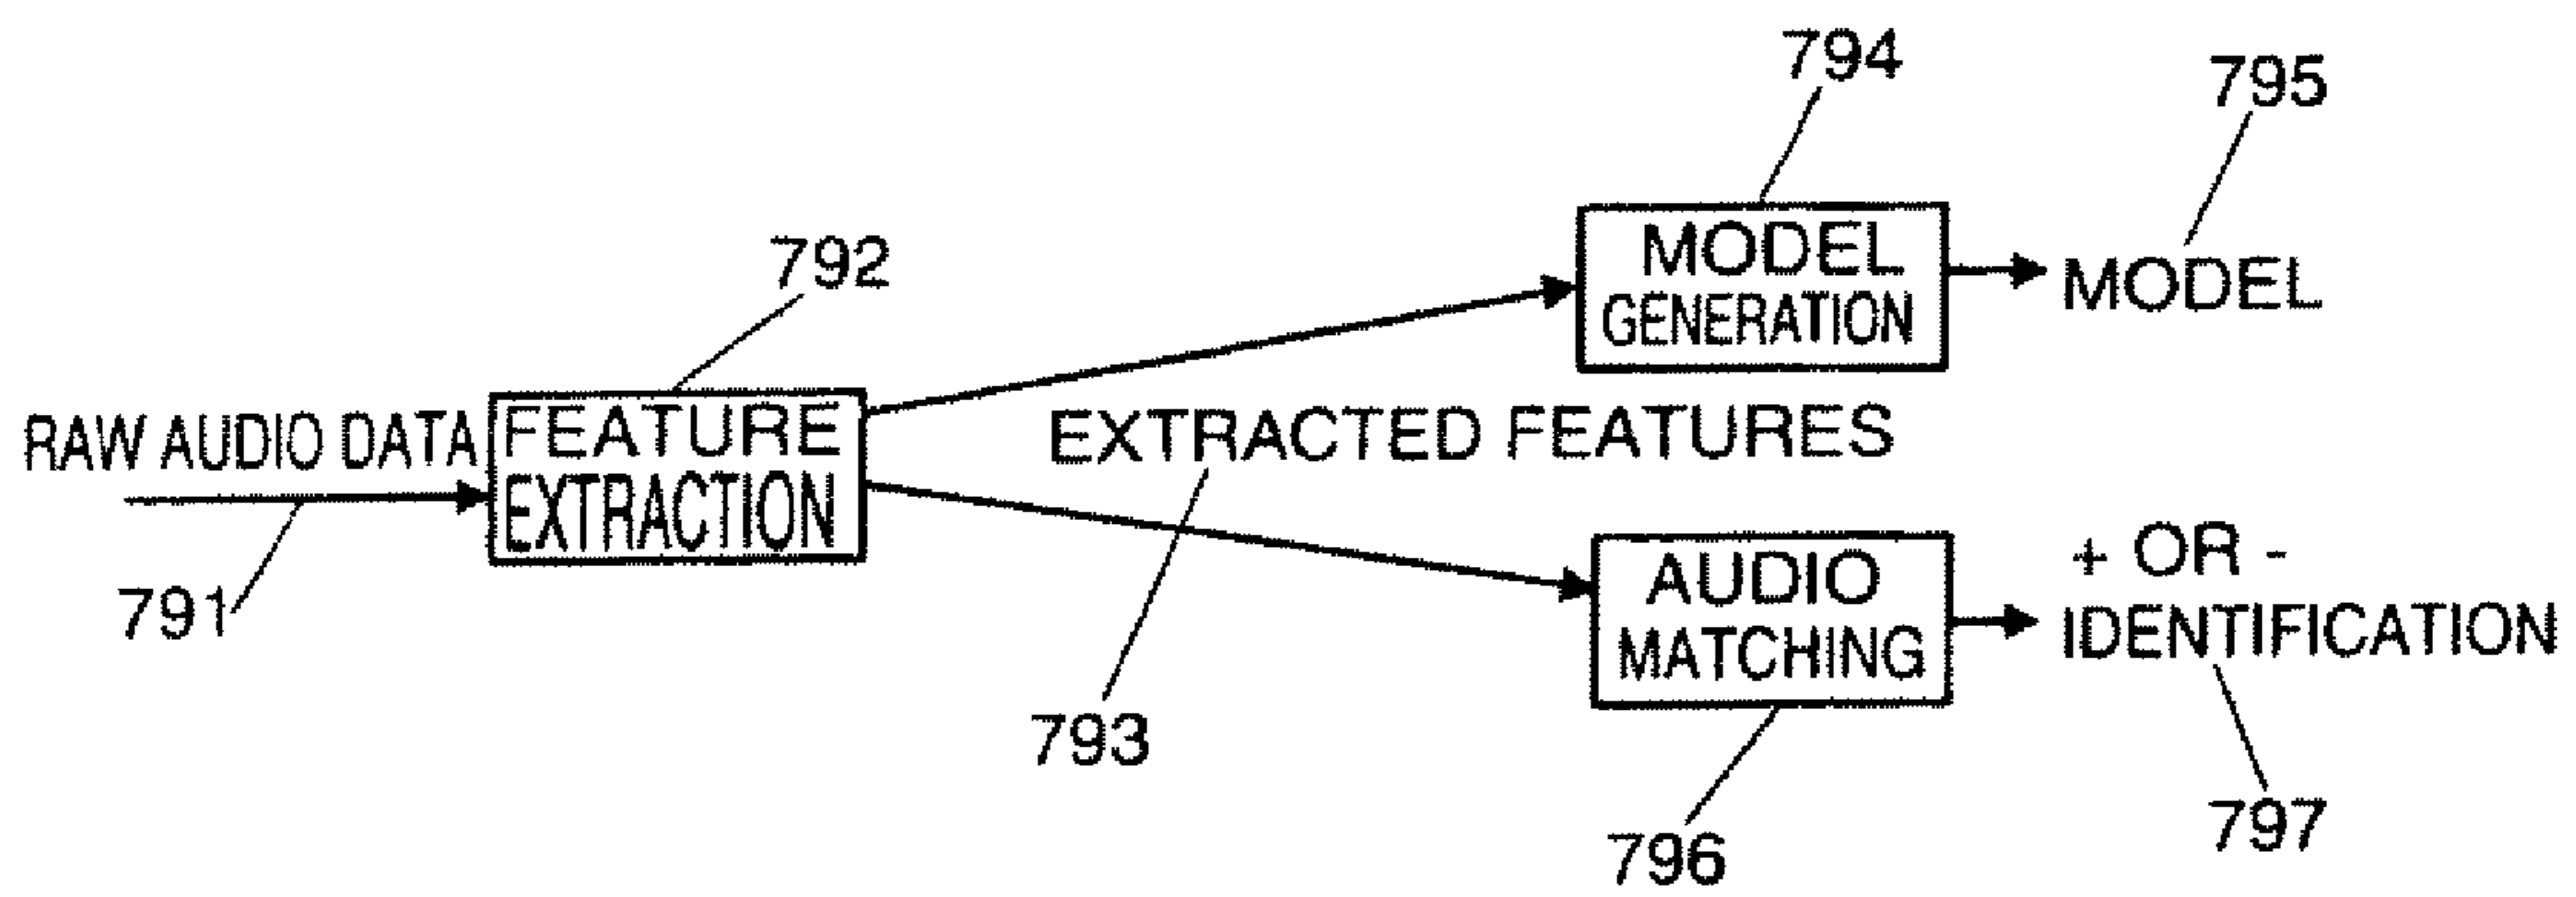 794
795
792
MODEL
GENERATION
MODEL
RAW AUDIO DATA
FEATURE
EXTRACTION
EXTRACTED FEATURES
791
793
AUDIO
MATCHING
+ OR -
IDENTIFICATION
796
797